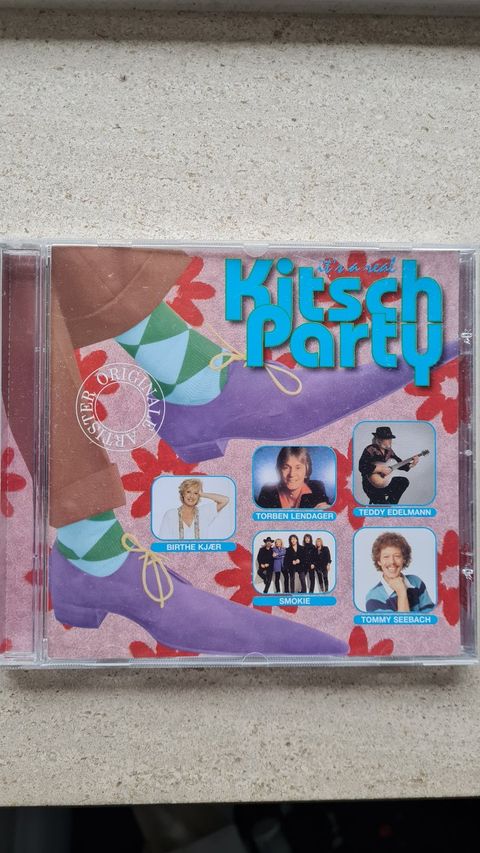 it's a real
Kitsch
Party
ORIGINALE ARTISTER
TORBEN LENDAGER
TEDDY EDELMANN
BIRTHE KJÆR
SMOKIE
TOMMY SEEBACH